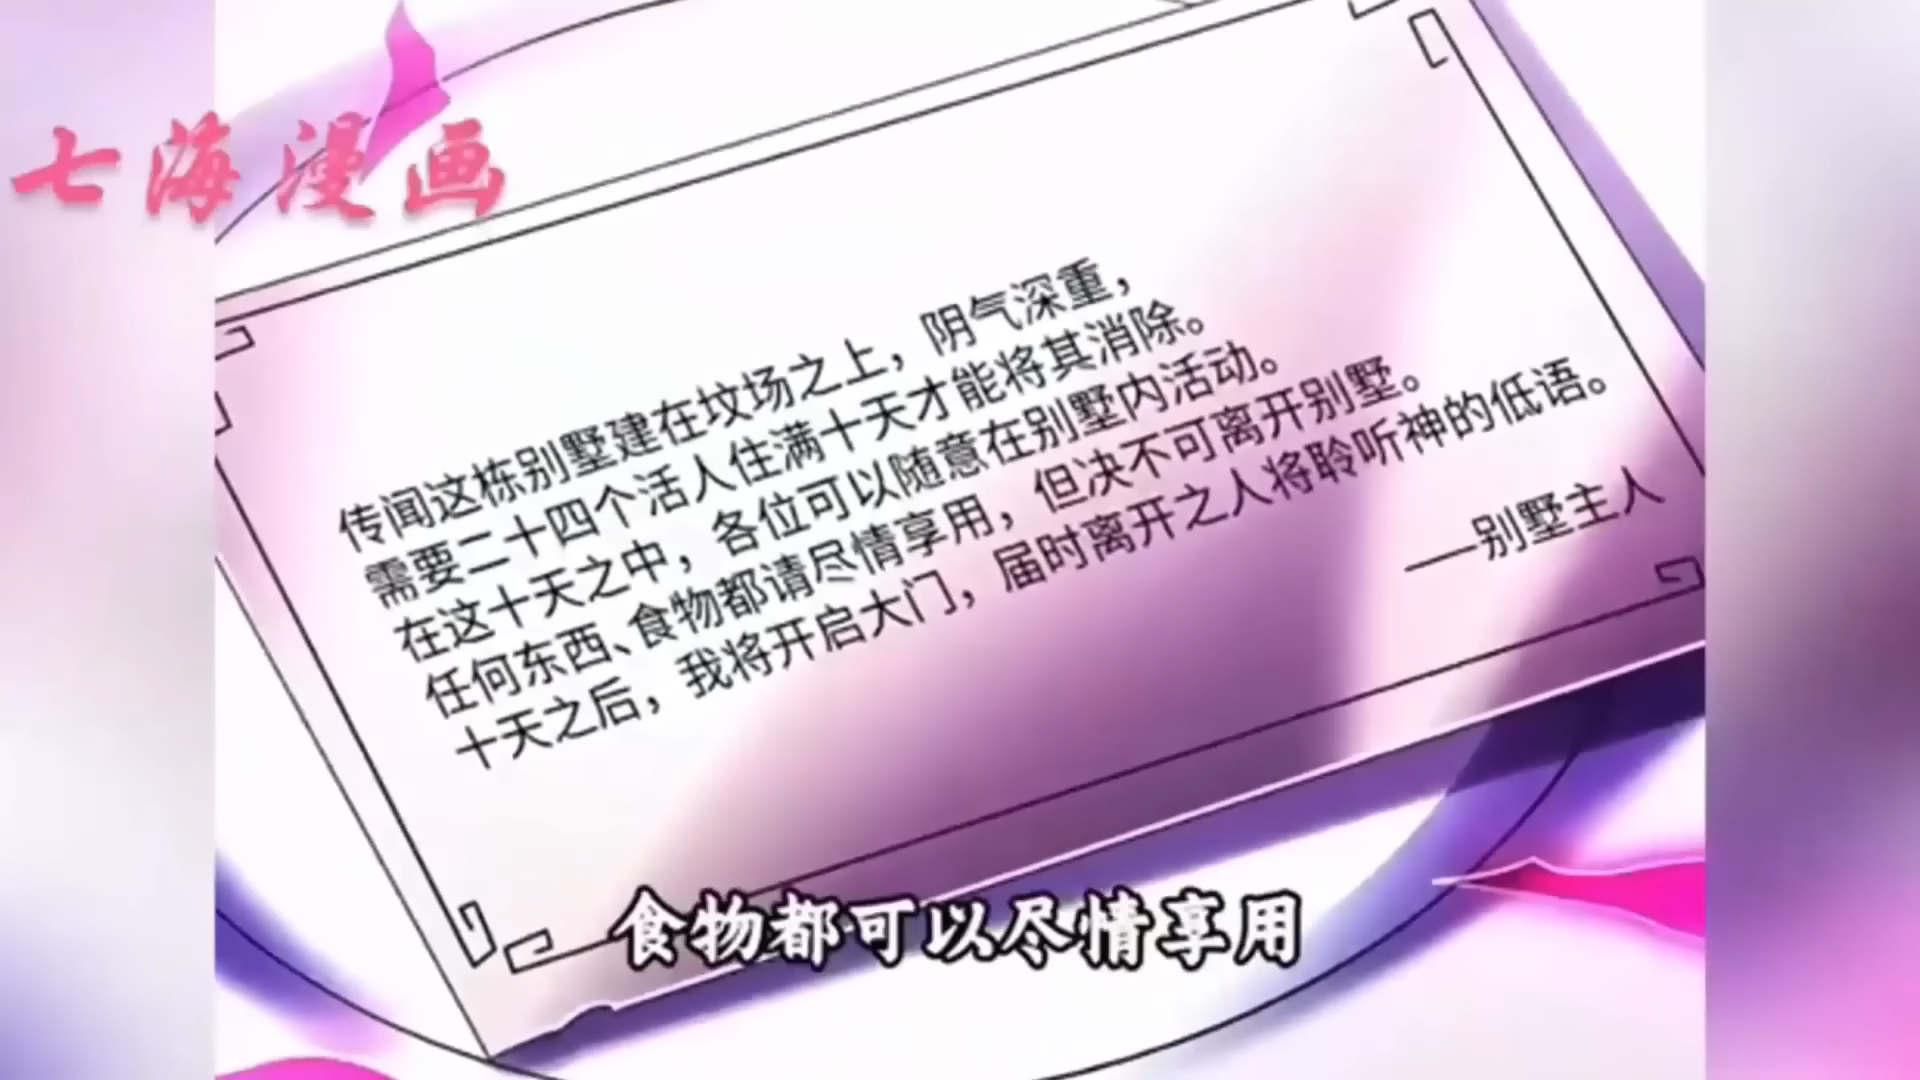 七海漫画
传闻这栋别墅建在坟场之上，阴气深重，
需要二十四个活人住满十天才能将其消除。
在这十天之中，各位可以随意在别墅内活动。
任何东西、食物都请尽情享用，但决不可离开别墅。
十天之后，我将开启大门，届时离开之人将聆听神的低语。
——别墅主人
食物都可以尽情享用